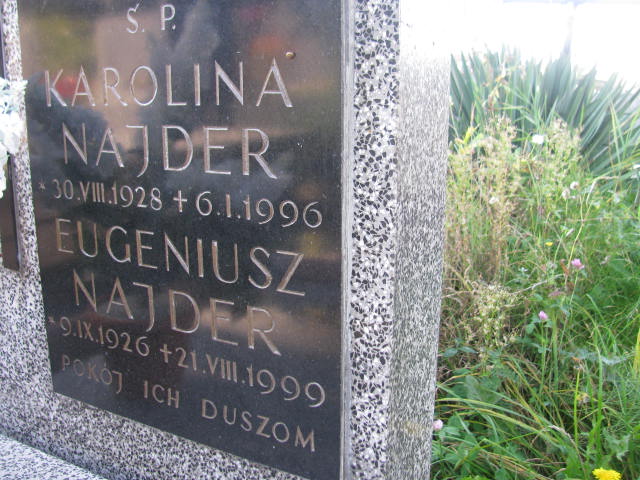 Ś. P.
KAROLINA
NAJDER
* 30.VIII.1928 + 6.I.1996
EUGENIUSZ
NAJDER
* 9.IX.1926 + 21.VIII.1999
POKÓJ ICH DUSZOM